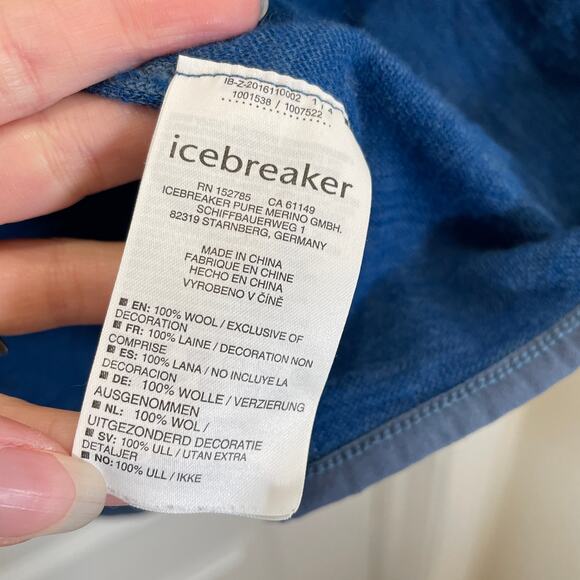 IB-Z-2016110002 1 / 4
1001538 / 1007522
icebreaker
RN 152785 CA 61149
ICEBREAKER PURE MERINO GMBH.
SCHIFFBAUERWEG 1
82319 STARNBERG, GERMANY
MADE IN CHINA
FABRIQUE EN CHINE
HECHO EN CHINA
VYROBENO V ČÍNĚ
EN: 100% WOOL / EXCLUSIVE OF
DECORATION
FR: 100% LAINE / DECORATION NON
COMPRISE
ES: 100% LANA / NO INCLUYE LA
DECORACION
DE: 100% WOLLE / VERZIERUNG
AUSGENOMMEN
NL: 100% WOL /
UITGEZONDERD DECORATIE
SV: 100% ULL / UTAN EXTRA
DETALJER
NO: 100% ULL / IKKE